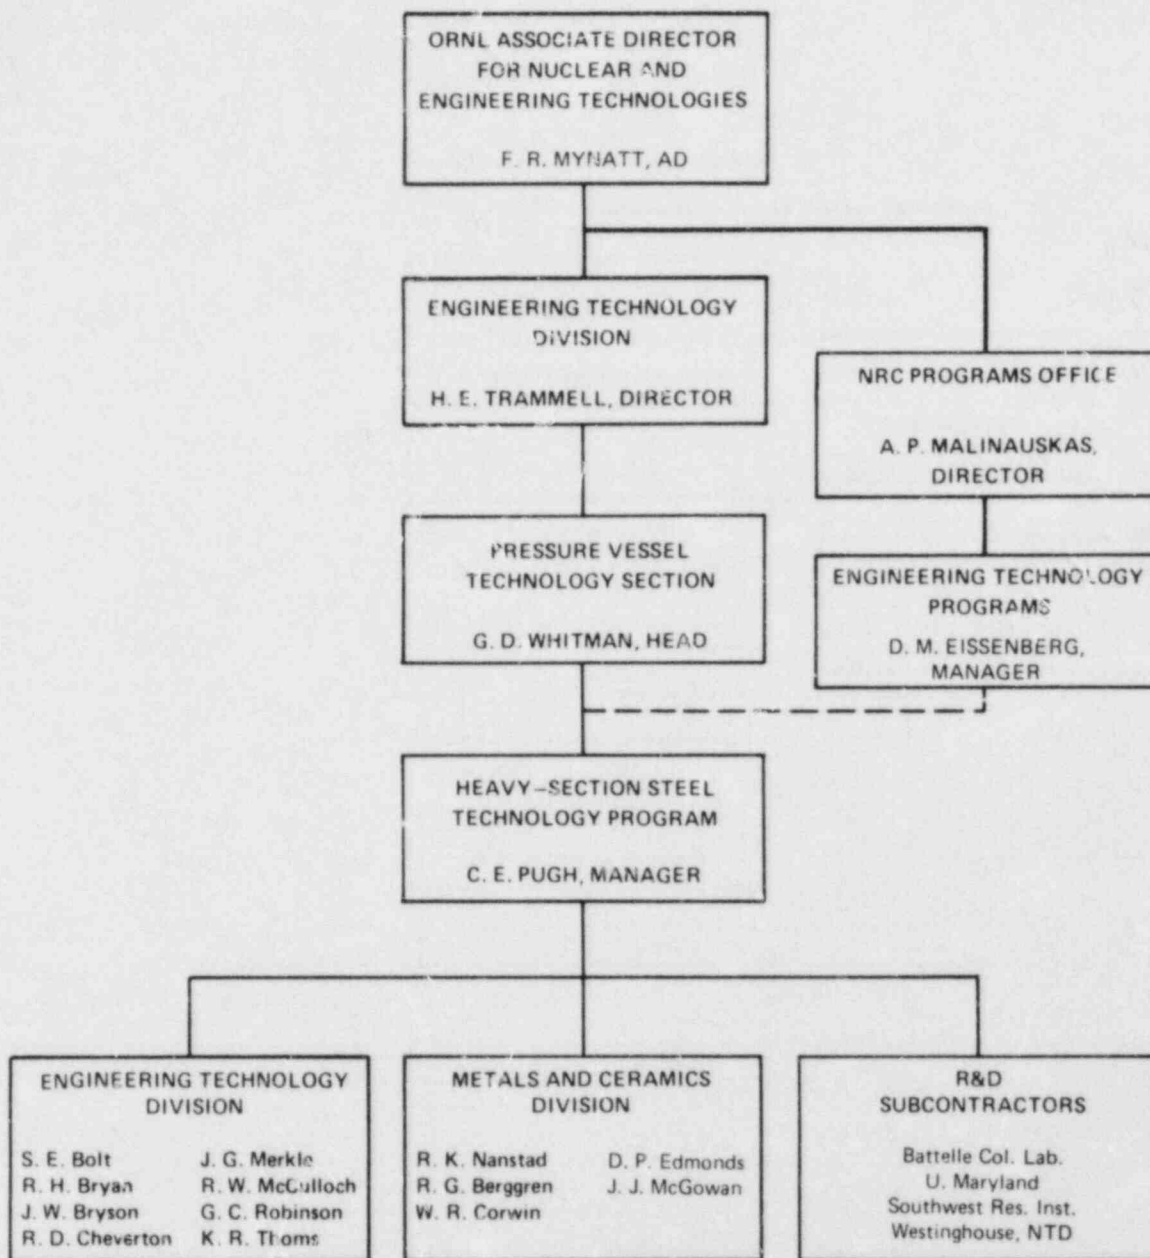 ORNL ASSOCIATE DIRECTOR
FOR NUCLEAR AND
ENGINEERING TECHNOLOGIES
F. R. MYNATT, AD
ENGINEERING TECHNOLOGY
DIVISION
H. E. TRAMMELL, DIRECTOR
NRC PROGRAMS OFFICE
A. P. MALINAUSKAS,
DIRECTOR
PRESSURE VESSEL
TECHNOLOGY SECTION
G. D. WHITMAN, HEAD
ENGINEERING TECHNOLOGY
PROGRAMS
D. M. EISSENBERG,
MANAGER
HEAVY–SECTION STEEL
TECHNOLOGY PROGRAM
C. E. PUGH, MANAGER
ENGINEERING TECHNOLOGY
DIVISION
S. E. Bolt J. G. Merkle
R. H. Bryan R. W. McCulloch
J. W. Bryson G. C. Robinson
R. D. Cheverton K. R. Thoms
METALS AND CERAMICS
DIVISION
R. K. Nanstad D. P. Edmonds
R. G. Berggren J. J. McGowan
W. R. Corwin
R&D
SUBCONTRACTORS
Battelle Col. Lab.
U. Maryland
Southwest Res. Inst.
Westinghouse, NTD